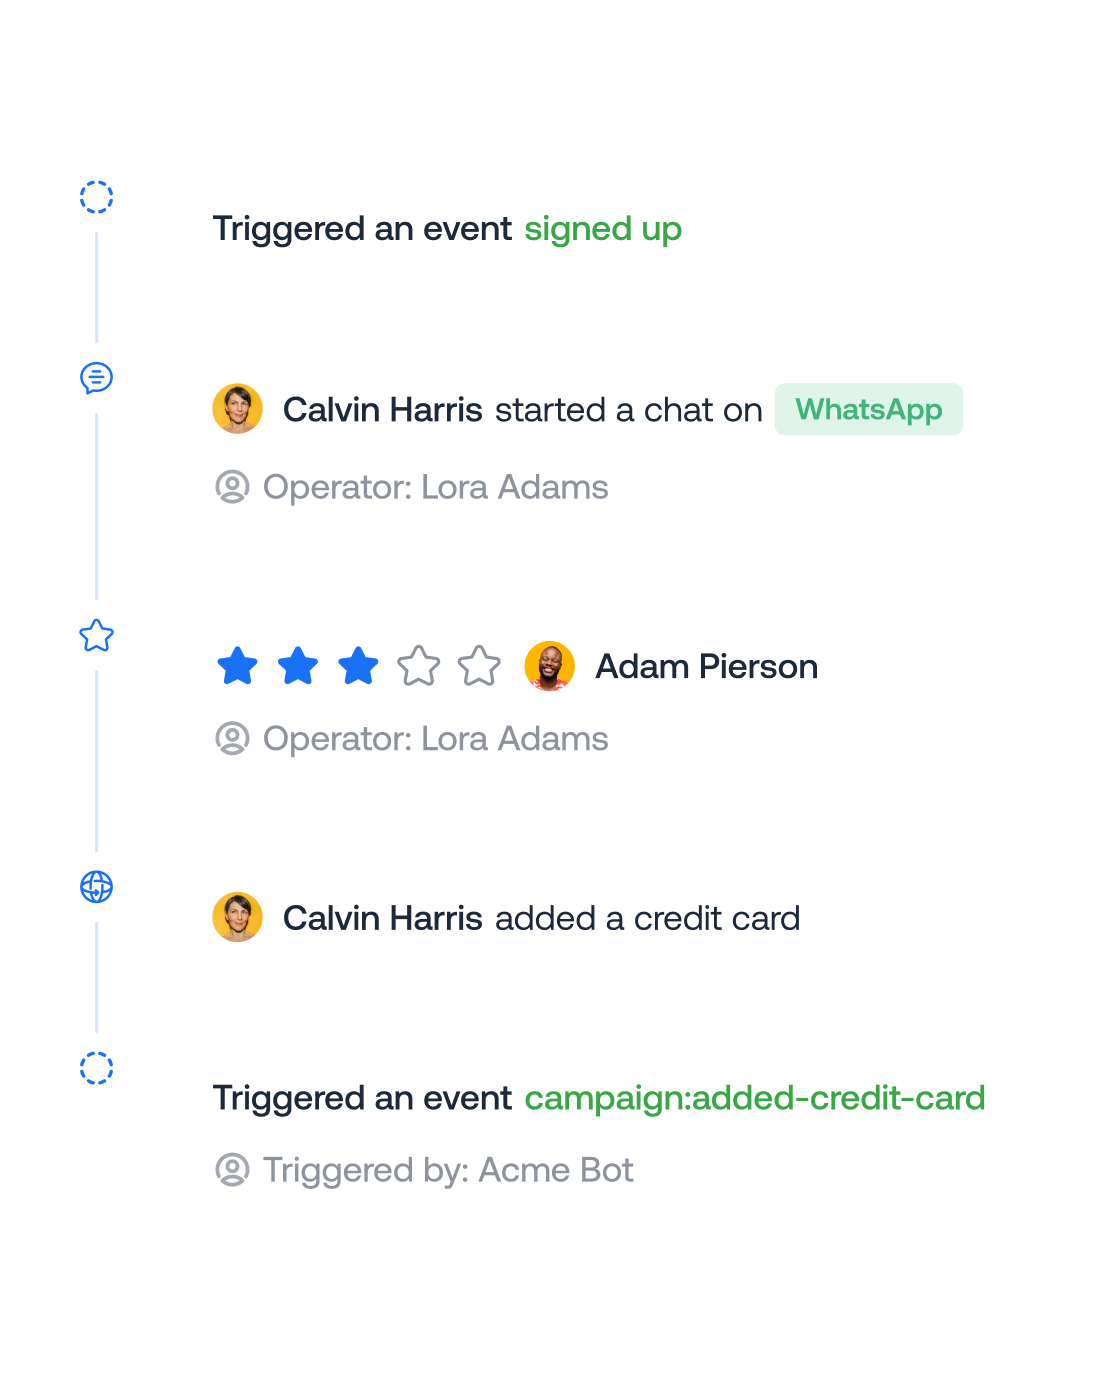 Triggered an event signed up
Calvin Harris started a chat on WhatsApp
Operator: Lora Adams
Adam Pierson
Operator: Lora Adams
Calvin Harris added a credit card
Triggered an event campaign:added-credit-card
Triggered by: Acme Bot